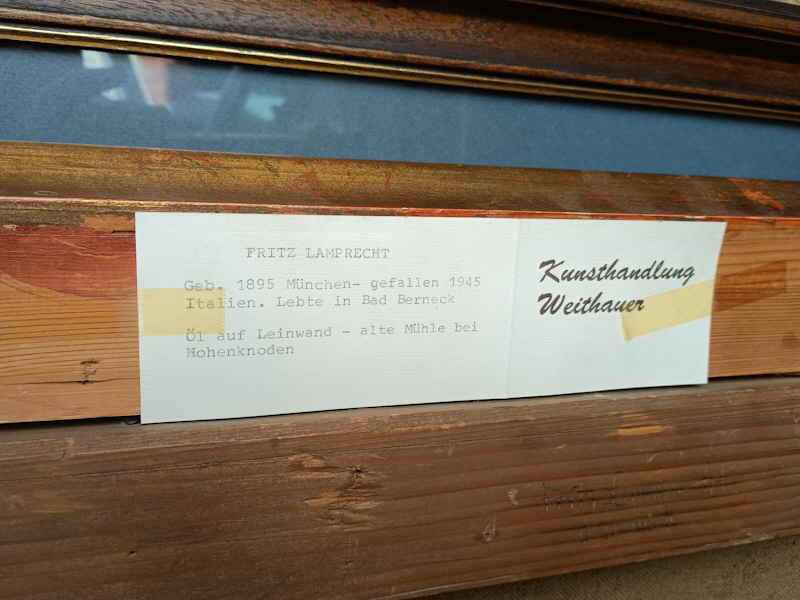 FRITZ LAMPRECHT
Geb. 1895 München- gefallen 1945
Italien. Lebte in Bad Berneck
Öl auf Leinwand - alte Mühle bei
Hohenknoden
Kunsthandlung
Weithauer